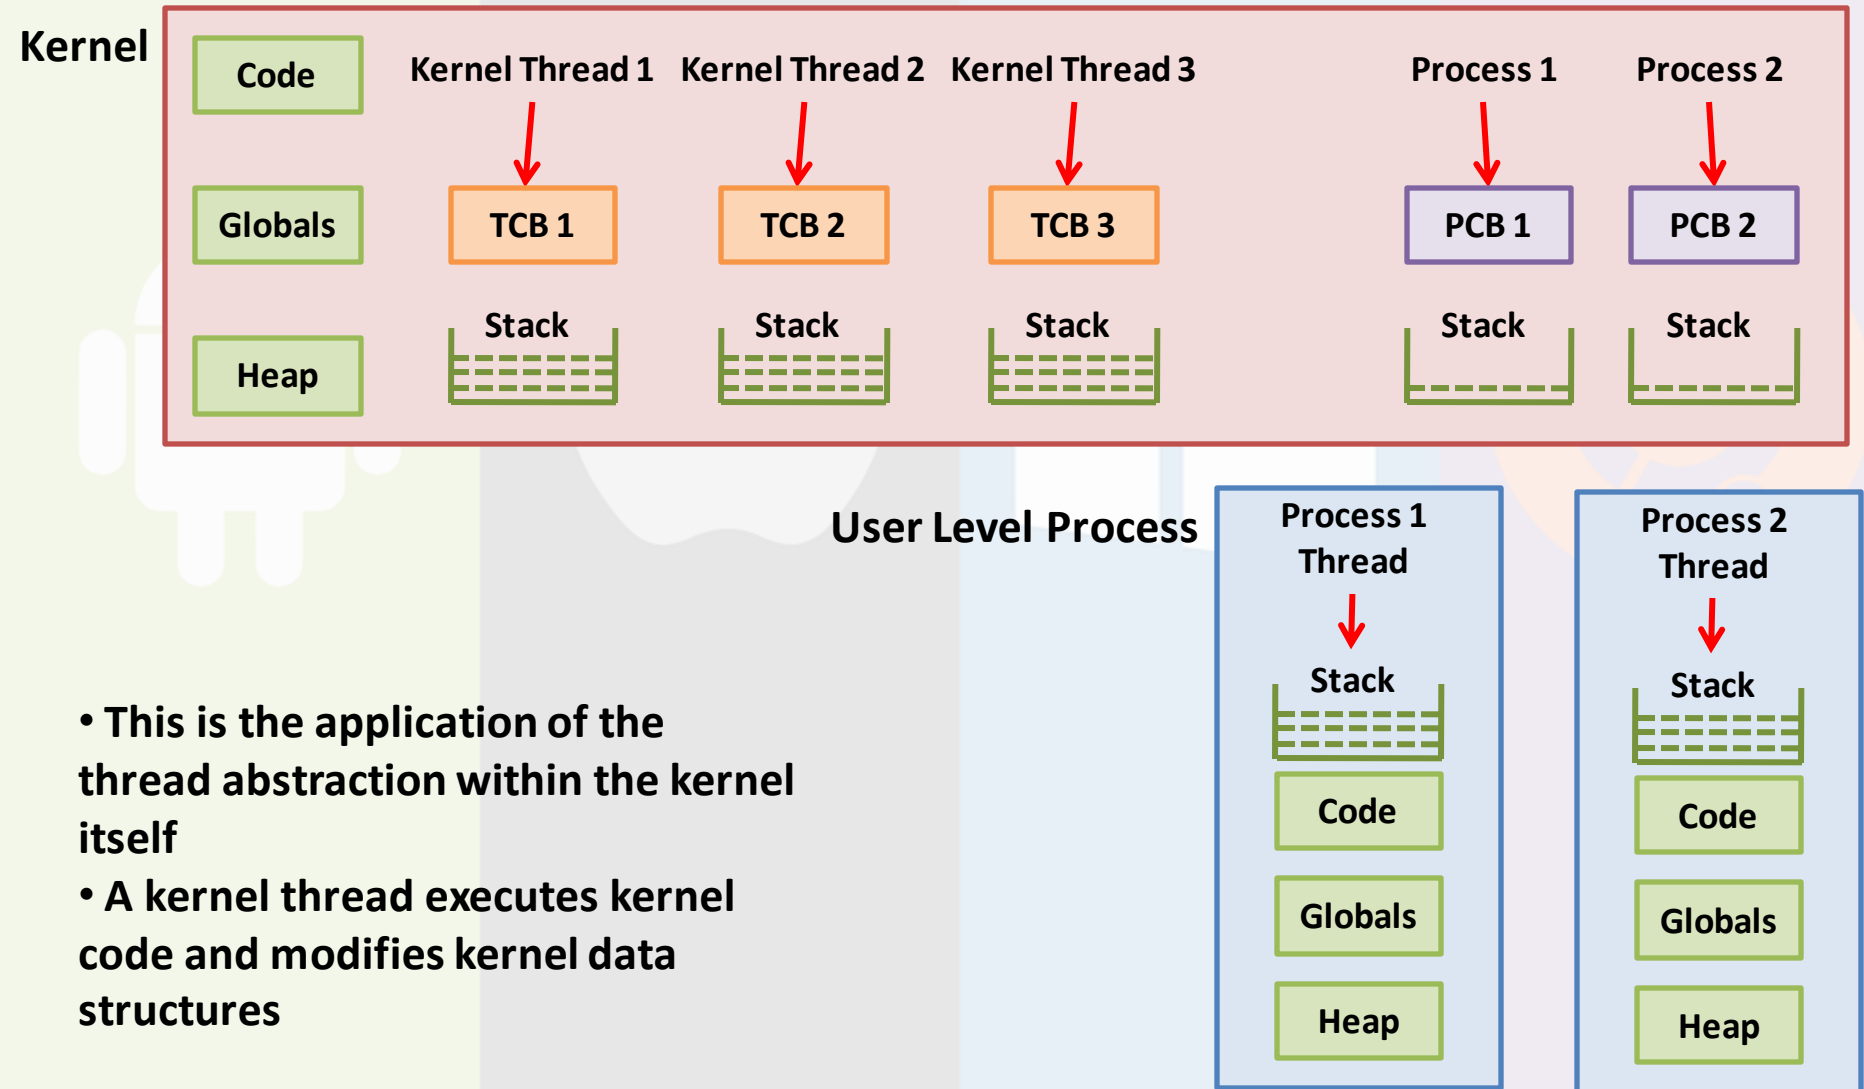 Kernel
Code
Kernel Thread 1
Kernel Thread 2
Kernel Thread 3
Process 1
Process 2
Globals
TCB 1
TCB 2
TCB 3
PCB 1
PCB 2
Heap
Stack
Stack
Stack
Stack
Stack
User Level Process
Process 1
Thread
Stack
Code
Globals
Heap
Process 2
Thread
Stack
Code
Globals
Heap
• This is the application of the
thread abstraction within the kernel
itself
• A kernel thread executes kernel
code and modifies kernel data
structures